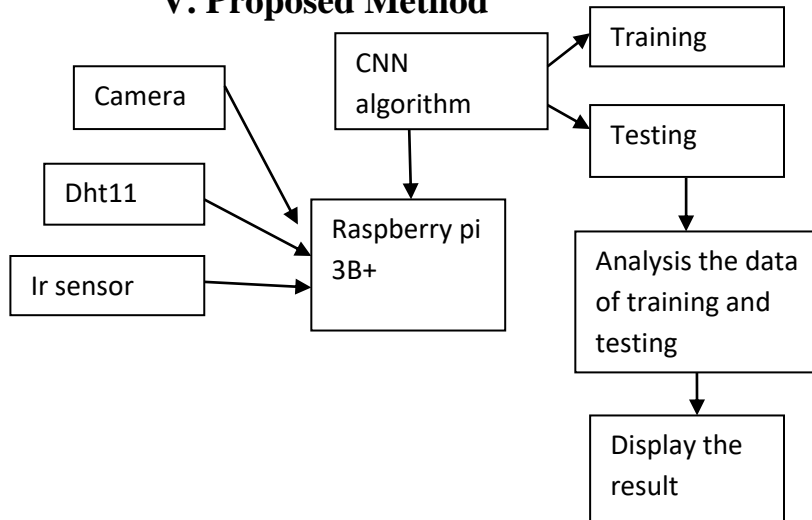 V. Proposed Method
Camera
Dht11
Ir sensor
CNN
algorithm
Raspberry pi
3B+
Training
Testing
Analysis the data
of training and
testing
Display the
result